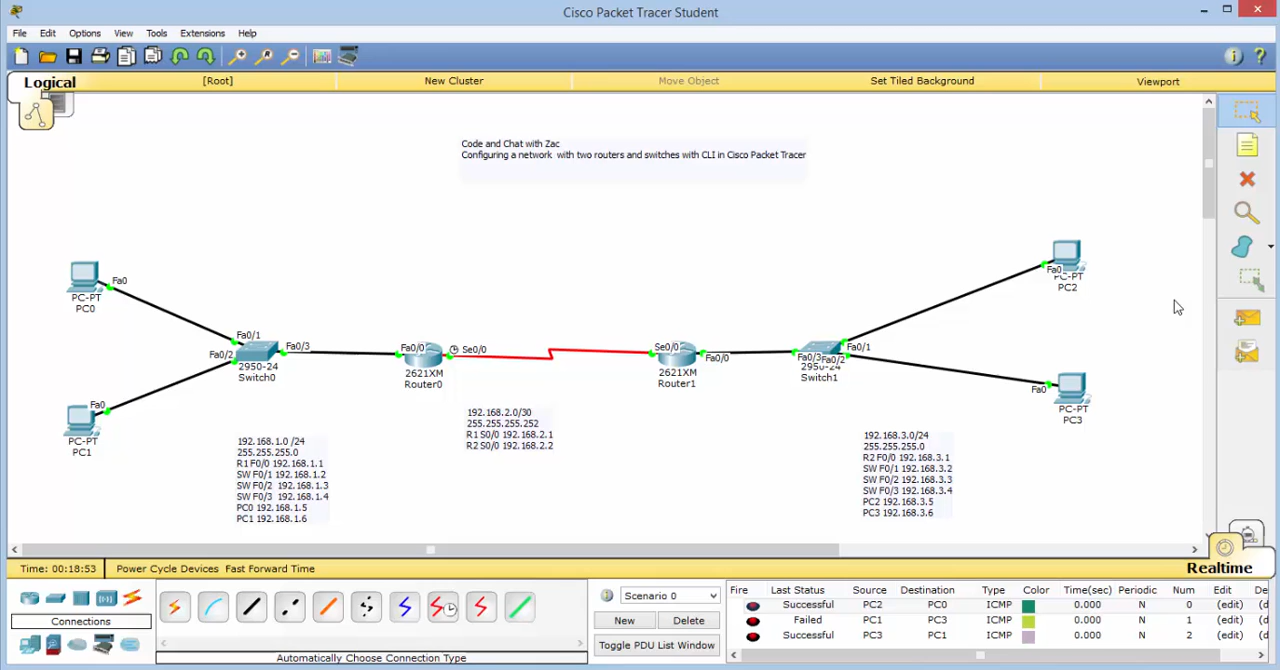 Cisco Packet Tracer Student
File Edit Options View Tools Extensions Help
Logical [Root] New Cluster Move Object Set Tiled Background Viewport
Code and Chat with Zac
Configuring a network with two routers and switches with CLI in Cisco Packet Tracer
Fa0
PC-PT
PC0
Fa0
PC-PT
PC1
Fa0/1
Fa0/2
Fa0/3
2950-24
Switch0
Fa0/0
Se0/0
2621XM
Router0
Se0/0
Fa0/0
2621XM
Router1
Fa0/3
Fa0/2
Fa0/1
2950-24
Switch1
Fa0
PC-PT
PC2
Fa0
PC-PT
PC3
192.168.1.0 /24
255.255.255.0
R1 F0/0 192.168.1.1
SW F0/1 192.168.1.2
SW F0/2 192.168.1.3
SW F0/3 192.168.1.4
PC0 192.168.1.5
PC1 192.168.1.6
192.168.2.0/30
255.255.255.252
R1 S0/0 192.168.2.1
R2 S0/0 192.168.2.2
192.168.3.0/24
255.255.255.0
R2 F0/0 192.168.3.1
SW F0/1 192.168.3.2
SW F0/2 192.168.3.3
SW F0/3 192.168.3.4
PC2 192.168.3.5
PC3 192.168.3.6
Time: 00:18:53 Power Cycle Devices Fast Forward Time
Realtime
Connections
Automatically Choose Connection Type
Scenario 0
New Delete
Toggle PDU List Window
Fire Last Status Source Destination Type Color Time(sec) Periodic Num Edit De
Successful PC2 PC0 ICMP 0.000 N 0 (edit) (d
Failed PC1 PC3 ICMP 0.000 N 1 (edit) (d
Successful PC3 PC1 ICMP 0.000 N 2 (edit) (d